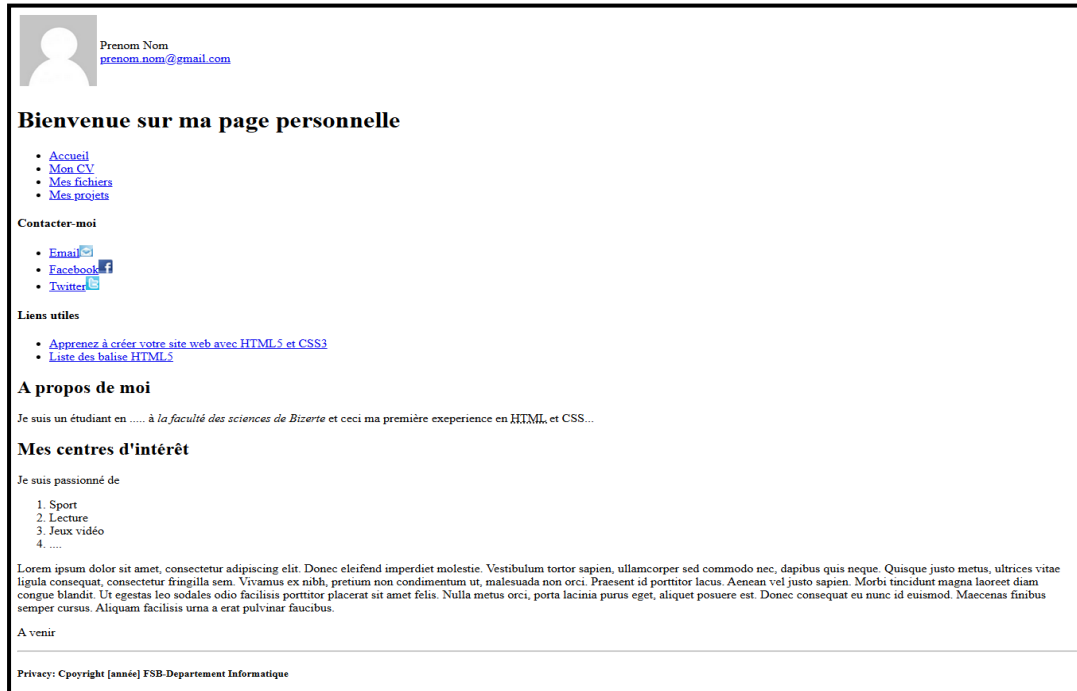 Prenom Nom
prenom.nom@gmail.com
Bienvenue sur ma page personnelle
Accueil
Mon CV
Mes fichiers
Mes projets
Contacter-moi
Email
Facebook
Twitter
Liens utiles
Apprenez à créer votre site web avec HTML5 et CSS3
Liste des balise HTML5
A propos de moi
Je suis un étudiant en ..... à la faculté des sciences de Bizerte et ceci ma première exeperience en HTML et CSS...
Mes centres d'intérêt
Je suis passionné de
1. Sport
2. Lecture
3. Jeux vidéo
4. ....
Lorem ipsum dolor sit amet, consectetur adipiscing elit. Donec eleifend imperdiet molestie. Vestibulum tortor sapien, ullamcorper sed commodo nec, dapibus quis neque. Quisque justo metus, ultrices vitae
ligula consequat, consectetur fringilla sem. Vivamus ex nibh, pretium non condimentum ut, malesuada non orci. Praesent id porttitor lacus. Aenean vel justo sapien. Morbi tincidunt magna laoreet diam
congue blandit. Ut egestas leo sodales odio facilisis porttitor placerat sit amet felis. Nulla metus orci, porta lacinia purus eget, aliquet posuere est. Donec consequat eu nunc id euismod. Maecenas finibus
semper cursus. Aliquam facilisis urna a erat pulvinar faucibus.
A venir
Privacy: Cpoyright [année] FSB-Departement Informatique